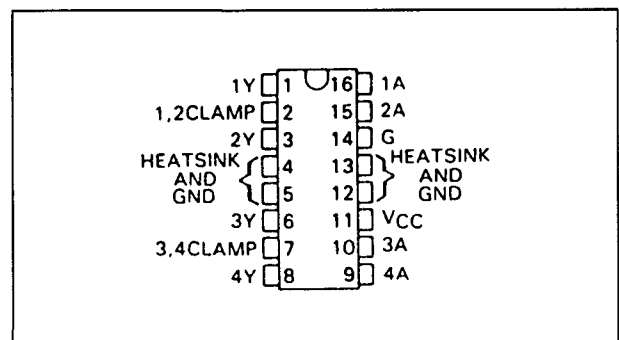 1Y 1 16 1A
1,2CLAMP 2 15 2A
2Y 3 14 G
HEATSINK AND GND 4 13 HEATSINK AND GND
5 12
3Y 6 11 VCC
3,4CLAMP 7 10 3A
4Y 8 9 4A